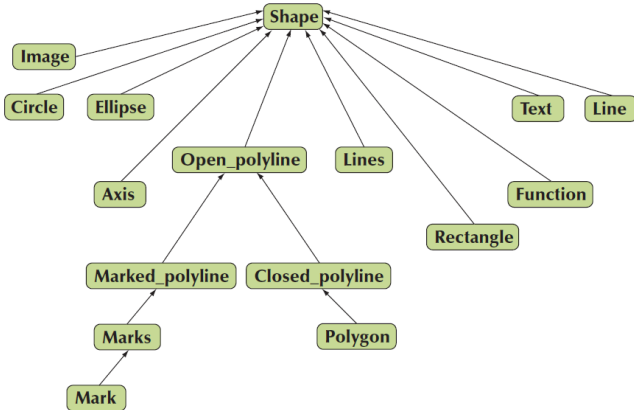 Shape
Image
Circle
Ellipse
Text
Line
Open_polyline
Lines
Axis
Function
Rectangle
Marked_polyline
Closed_polyline
Marks
Polygon
Mark